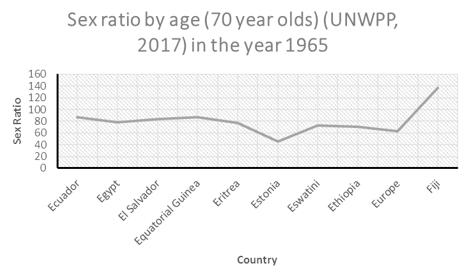 Sex ratio by age (70 year olds) (UNWPP,
2017) in the year 1965
160
140
120
100
80
60
40
20
0
Sex Ratio
Ecuador
Egypt
El Salvador
Equatorial Guinea
Eritrea
Estonia
Eswatini
Ethiopia
Europe
Fiji
Country